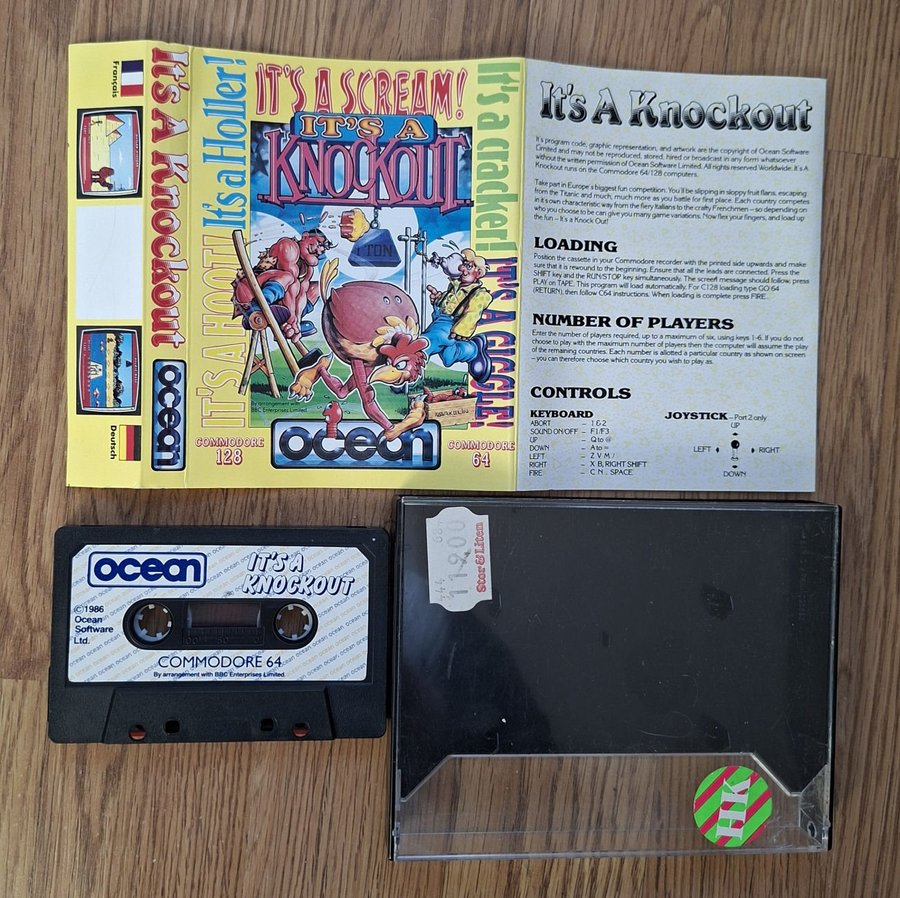 Français
Deutsch
It's A Knockout
ocean
IT'S A HOOT!
It's a Holler!
IT'S A SCREAM!
It's a cracker!
IT'S A GIGGLE!
IT'S A
KNOCKOUT
TON
By arrangement with
BBC Enterprises Limited.
COMMODORE
128
ocean
COMMODORE
64
It's A Knockout
It's program code, graphic representation, and artwork are the copyright of Ocean Software
Limited and may not be reproduced, stored, hired or broadcast in any form whatsoever
without the written permission of Ocean Software Limited. All rights reserved Worldwide. It's A
Knockout runs on the Commodore 64/128 computers.
Take part in Europe's biggest fun competition. You'll be slipping in sloppy fruit flans, escaping
from the Titanic and much, much more as you battle for first place. Each country competes
in it's own characteristic way from the fiery Italians to the crafty Frenchmen – so depending on
who you choose to be can give you many game variations. Now flex your fingers, and load up
the fun – It's a Knock Out!
LOADING
Position the cassette in your Commodore recorder with the printed side upwards and make
sure that it is rewound to the beginning. Ensure that all the leads are connected. Press the
SHIFT key and the RUN/STOP key simultaneously. The screen message should follow, press
PLAY on TAPE. This program will load automatically. For C128 loading type GO 64
(RETURN), then follow C64 instructions. When loading is complete press FIRE.
NUMBER OF PLAYERS
Enter the number of players required, up to a maximum of six, using keys 1-6. If you do not
choose to play with the maximum number of players then the computer will assume the play
of the remaining countries. Each number is allotted a particular country as shown on screen
– you can therefore choose which country you wish to play as.
CONTROLS
KEYBOARD
ABORT – 1 & 2
SOUND ON/OFF – F1/F3
UP – Q to @
DOWN – A to =
LEFT – Z V M /
RIGHT – X B, RIGHT SHIFT
FIRE – C N . SPACE
JOYSTICK – Port 2 only
UP
LEFT
RIGHT
DOWN
ocean
IT'S A
KNOCKOUT
©1986
Ocean
Software
Ltd.
100 50
COMMODORE 64
By arrangement with BBC Enterprises Limited.
344
119.00
Stor & Liten
HK